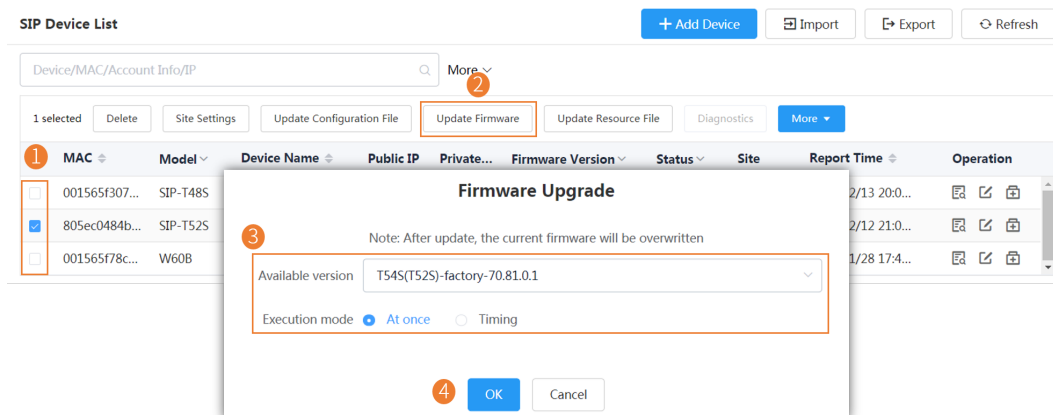 SIP Device List
+ Add Device
Import
Export
Refresh
Device/MAC/Account Info/IP
More
2
1 selected
Delete
Site Settings
Update Configuration File
Update Firmware
Update Resource File
Diagnostics
More
1
MAC
Model
Device Name
Public IP
Private...
Firmware Version
Status
Site
Report Time
Operation
001565f307...
SIP-T48S
2/13 20:0...
805ec0484b...
SIP-T52S
2/12 21:0...
001565f78c...
W60B
1/28 17:4...
Firmware Upgrade
Note: After update, the current firmware will be overwritten
3
Available version
T54S(T52S)-factory-70.81.0.1
Execution mode
At once
Timing
4
OK
Cancel